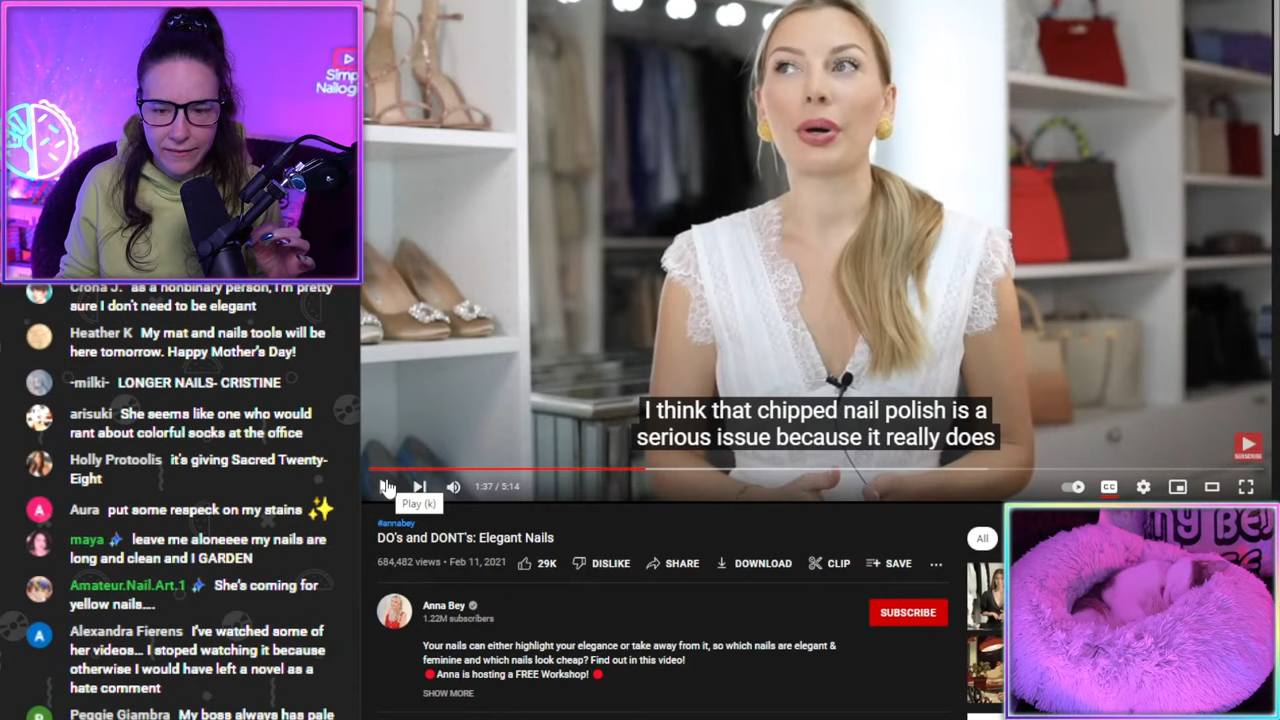 Simp
Nailog
Crona J. as a nonbinary person, I'm pretty
sure I don't need to be elegant
Heather K My mat and nails tools will be
here tomorrow. Happy Mother's Day!
-milki- LONGER NAILS- CRISTINE
arisuki She seems like one who would
rant about colorful socks at the office
Holly Protoolis it's giving Sacred Twenty-
Eight
A Aura put some respeck on my stains
maya leave me aloneeee my nails are
long and clean and I GARDEN
Amateur.Nail.Art.1 She's coming for
yellow nails....
A Alexandra Fierens I've watched some of
her videos... I stoped watching it because
otherwise I would have left a novel as a
hate comment
P Peggie Giambra My boss always has pale
I think that chipped nail polish is a
serious issue because it really does
SUBSCRIBE
1:37 / 5:14
CC
Play (k)
#annabey
DO's and DONT's: Elegant Nails
All
684,482 views • Feb 11, 2021
29K
DISLIKE
SHARE
DOWNLOAD
CLIP
SAVE
Anna Bey
1.22M subscribers
SUBSCRIBE
Your nails can either highlight your elegance or take away from it, so which nails are elegant &
feminine and which nails look cheap? Find out in this video!
Anna is hosting a FREE Workshop!
SHOW MORE